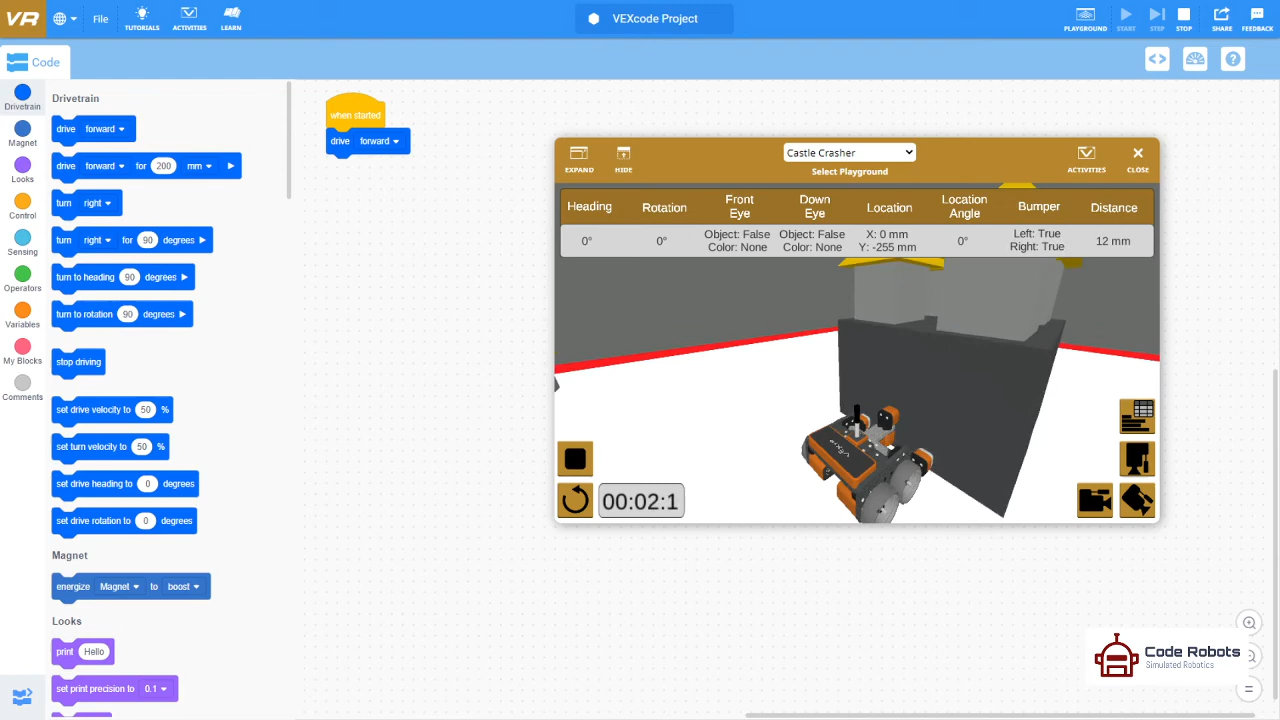 VR
File
TUTORIALS
ACTIVITIES
LEARN
VEXcode Project
PLAYGROUND
START
STEP
STOP
SHARE
FEEDBACK
Code
Drivetrain
Magnet
Looks
Control
Sensing
Operators
Variables
My Blocks
Comments
Drivetrain
drive forward
drive forward for 200 mm
turn right
turn right for 90 degrees
turn to heading 90 degrees
turn to rotation 90 degrees
stop driving
set drive velocity to 50 %
set turn velocity to 50 %
set drive heading to 0 degrees
set drive rotation to 0 degrees
Magnet
energize Magnet to boost
Looks
print Hello
set print precision to 0.1
when started
drive forward
EXPAND
HIDE
Castle Crasher
Select Playground
ACTIVITIES
CLOSE
Heading Rotation Front Eye Down Eye Location Location Angle Bumper Distance
0° 0° Object: False Object: False X: 0 mm 0° Left: True 12 mm
Color: None Color: None Y: -255 mm Right: True
00:02:1
Code Robots
Simulated Robotics